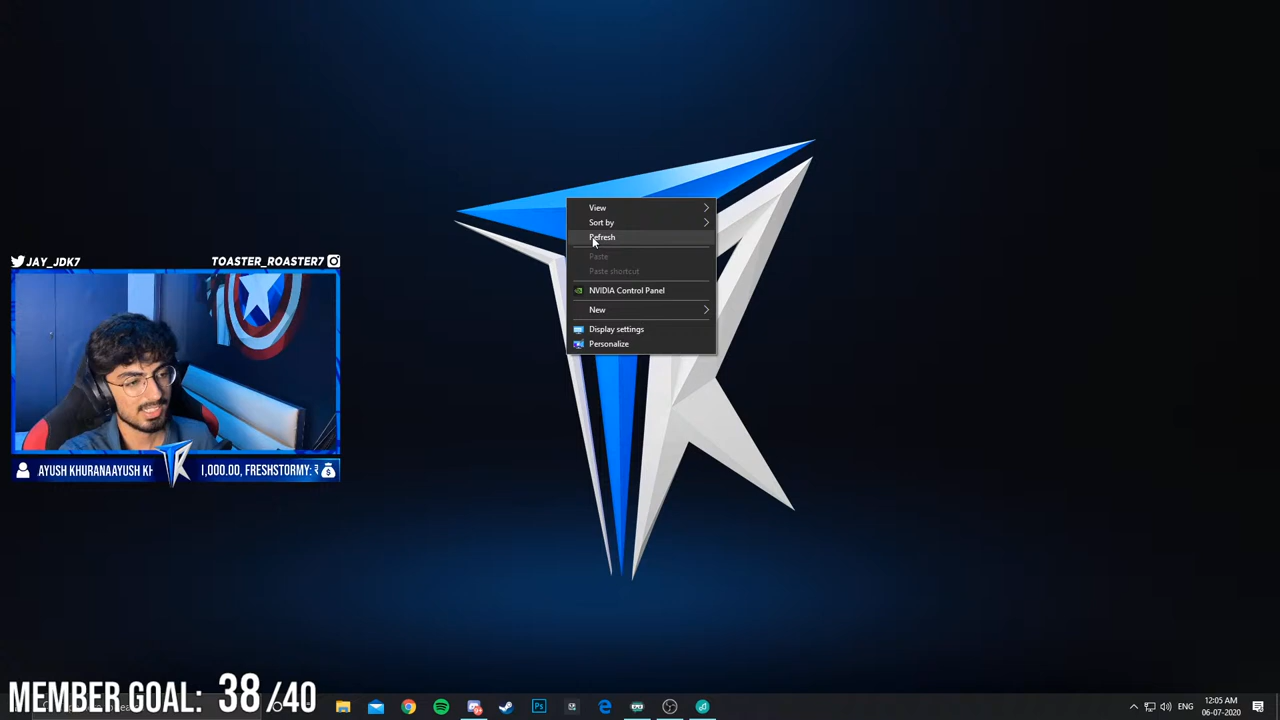 View
Sort by
Refresh
Paste
Paste shortcut
NVIDIA Control Panel
New
Display settings
Personalize
JAY_JDK7
TOASTER_ROASTER7
AYUSH KHURANAAYUSH KH
1,000.00, FRESHSTORMY: ₹
MEMBER GOAL: 38/40
Ps
ENG
12:05 AM
06-07-2020